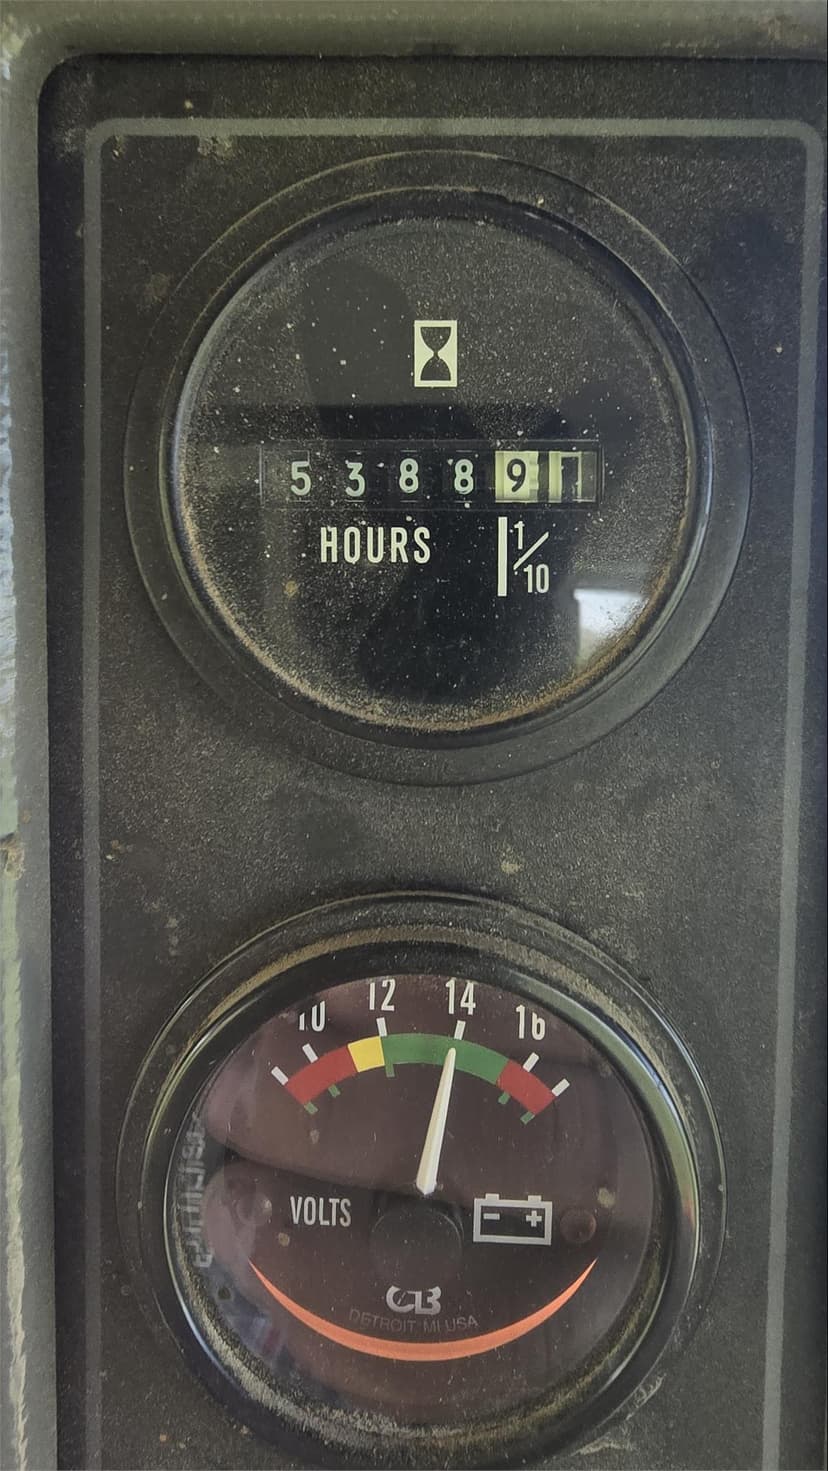 5 3 8 8 9
HOURS 1/10
10 12 14 16
VOLTS - +
DETROIT MI USA